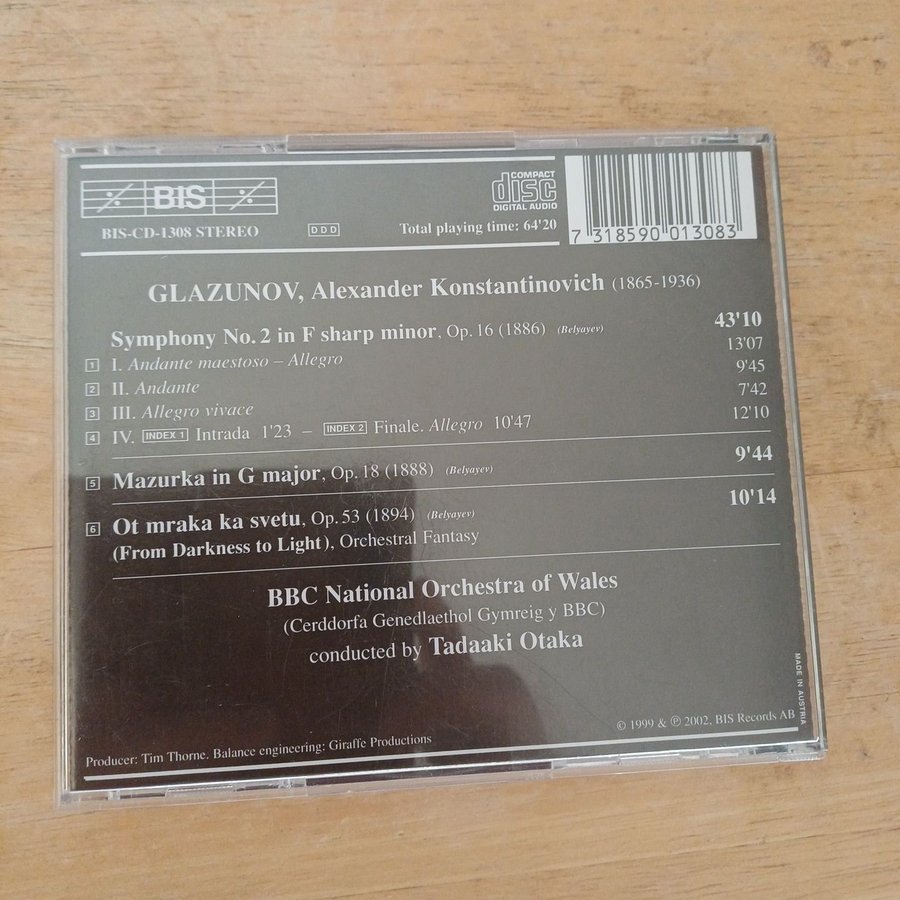 BIS
BIS-CD-1308 STEREO
DDD
COMPACT
disc
DIGITAL AUDIO
Total playing time: 64'20
7 318590 013083
GLAZUNOV, Alexander Konstantinovich (1865-1936)
Symphony No. 2 in F sharp minor, Op. 16 (1886) (Belyayev) 43'10
1 I. Andante maestoso – Allegro 13'07
2 II. Andante 9'45
3 III. Allegro vivace 7'42
4 IV. INDEX 1 Intrada 1'23 – INDEX 2 Finale. Allegro 10'47 12'10
5 Mazurka in G major, Op. 18 (1888) (Belyayev) 9'44
6 Ot mraka ka svetu, Op. 53 (1894) (Belyayev) 10'14
(From Darkness to Light), Orchestral Fantasy
BBC National Orchestra of Wales
(Cerddorfa Genedlaethol Gymreig y BBC)
conducted by Tadaaki Otaka
MADE IN AUSTRIA
© 1999 & ℗ 2002, BIS Records AB
Producer: Tim Thorne. Balance engineering: Giraffe Productions